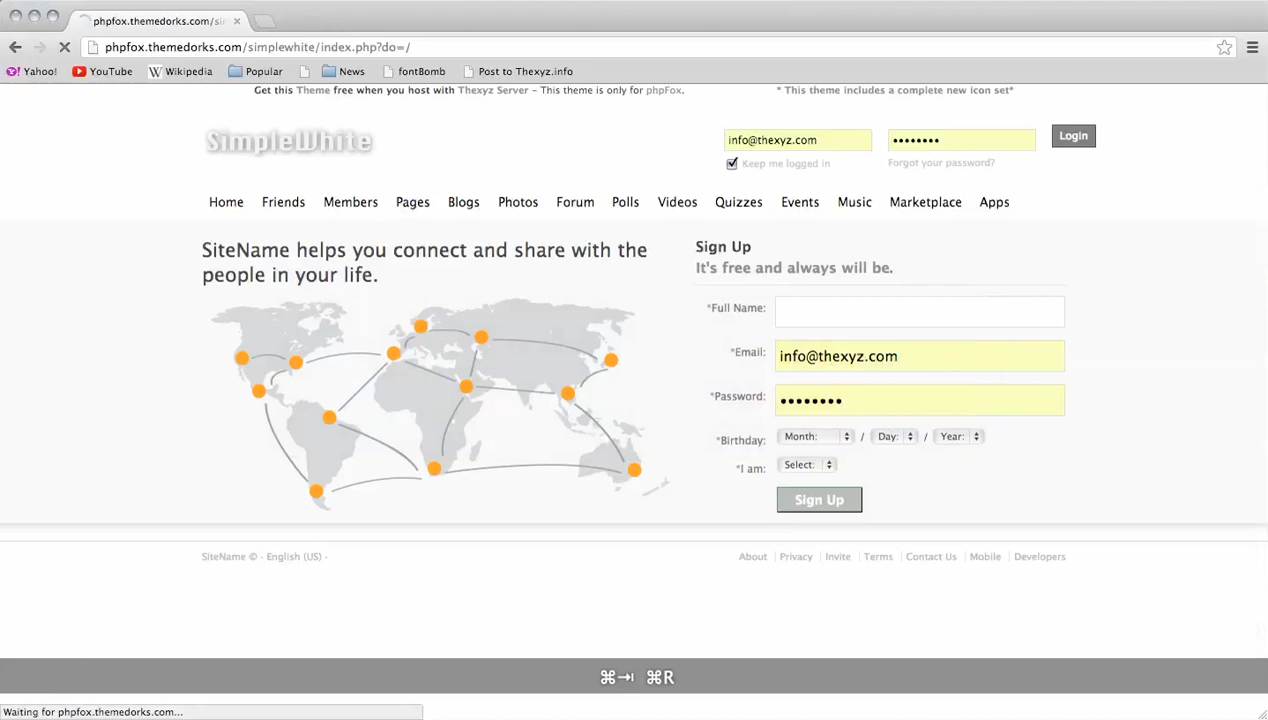 phpfox.themedorks.com/si
phpfox.themedorks.com/simplewhite/index.php?do=/
Yahoo! YouTube Wikipedia Popular News fontBomb Post to Thexyz.info
Get this Theme free when you host with Thexyz Server – This theme is only for phpFox. * This theme includes a complete new icon set*
SimpleWhite
info@thexyz.com •••••••• Login
Keep me logged in Forgot your password?
Home Friends Members Pages Blogs Photos Forum Polls Videos Quizzes Events Music Marketplace Apps
SiteName helps you connect and share with the
people in your life.
Sign Up
It's free and always will be.
*Full Name:
*Email: info@thexyz.com
*Password: ••••••••
*Birthday: Month: / Day: / Year:
*I am: Select:
Sign Up
SiteName © · English (US) ·
About Privacy Invite Terms Contact Us Mobile Developers
⌘⇥ ⌘R
Waiting for phpfox.themedorks.com...